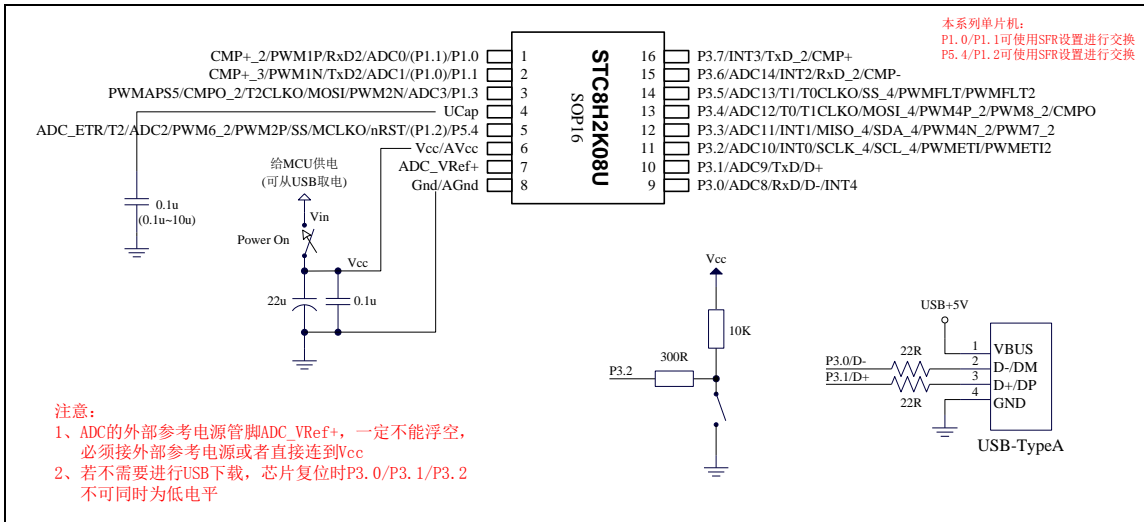 本系列单片机:
P1.0/P1.1可使用SFR设置进行交换
P5.4/P1.2可使用SFR设置进行交换
STC8H2K08U
SOP16
CMP+_2/PWM1P/RxD2/ADC0/(P1.1)/P1.0 1
CMP+_3/PWM1N/TxD2/ADC1/(P1.0)/P1.1 2
PWMAPS5/CMPO_2/T2CLKO/MOSI/PWM2N/ADC3/P1.3 3
UCap 4
ADC_ETR/T2/ADC2/PWM6_2/PWM2P/SS/MCLKO/nRST/(P1.2)/P5.4 5
Vcc/AVcc 6
ADC_VRef+ 7
Gnd/AGnd 8
16 P3.7/INT3/TxD_2/CMP+
15 P3.6/ADC14/INT2/RxD_2/CMP-
14 P3.5/ADC13/T1/T0CLKO/SS_4/PWMFLT/PWMFLT2
13 P3.4/ADC12/T0/T1CLKO/MOSI_4/PWM4P_2/PWM8_2/CMPO
12 P3.3/ADC11/INT1/MISO_4/SDA_4/PWM4N_2/PWM7_2
11 P3.2/ADC10/INT0/SCLK_4/SCL_4/PWMETI/PWMETI2
10 P3.1/ADC9/TxD/D+
9 P3.0/ADC8/RxD/D-/INT4
给MCU供电
(可从USB取电)
0.1u
(0.1u~10u)
Vin
Power On
Vcc
22u
0.1u
Vcc
10K
300R
P3.2
USB+5V
P3.0/D-
22R
P3.1/D+
22R
1 VBUS
2 D-/DM
3 D+/DP
4 GND
USB-TypeA
注意:
1、ADC的外部参考电源管脚ADC_VRef+,一定不能浮空,
必须接外部参考电源或者直接连到Vcc
2、若不需要进行USB下载,芯片复位时P3.0/P3.1/P3.2
不可同时为低电平